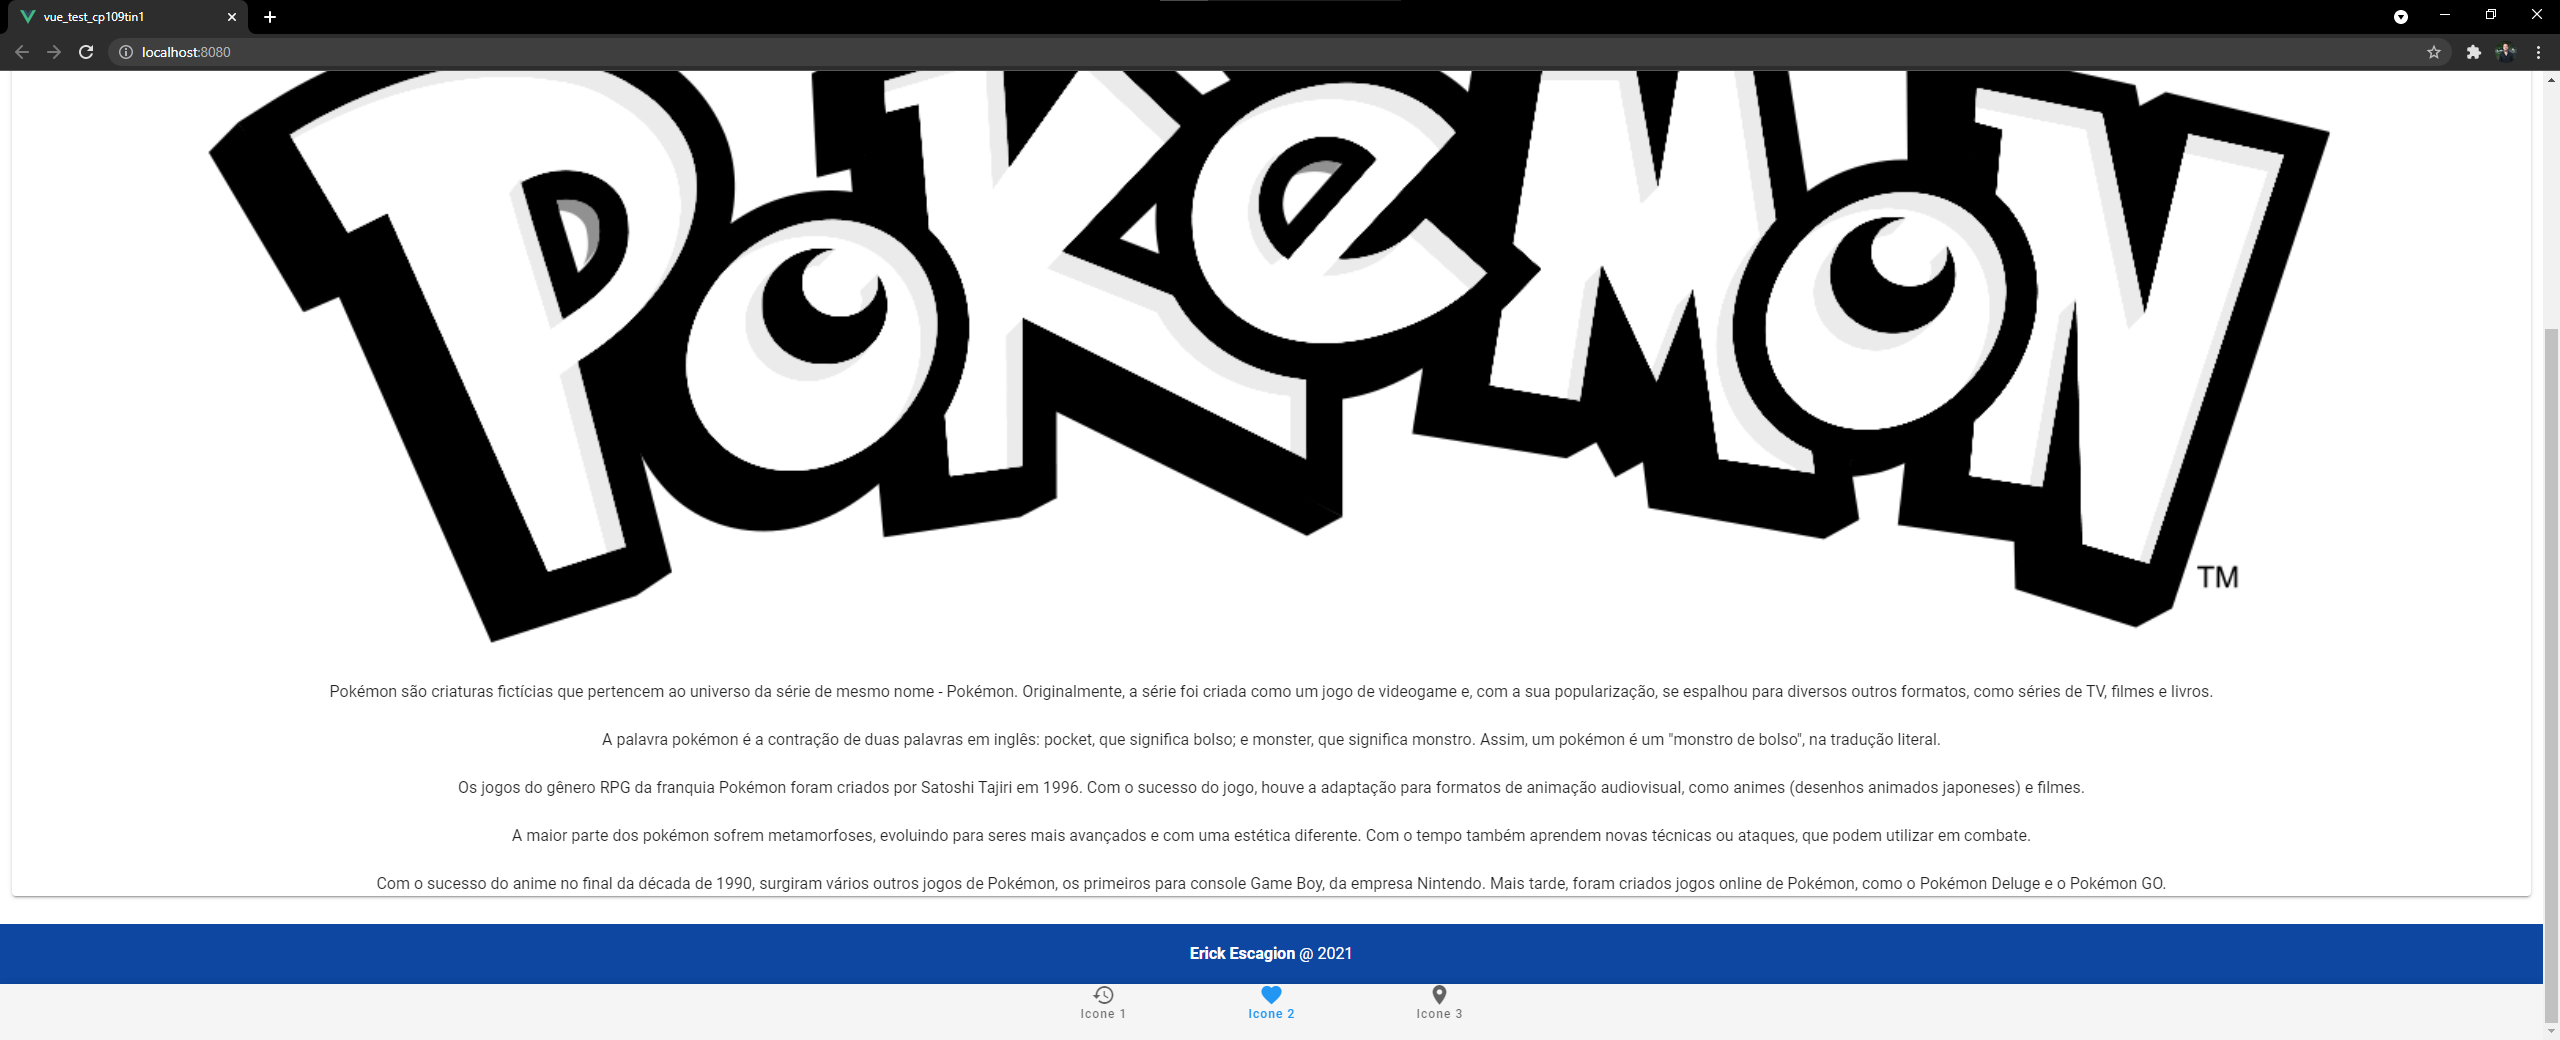 vue_test_cp109tin1
localhost:8080
POKéMON
TM
Pokémon são criaturas fictícias que pertencem ao universo da série de mesmo nome - Pokémon. Originalmente, a série foi criada como um jogo de videogame e, com a sua popularização, se espalhou para diversos outros formatos, como séries de TV, filmes e livros.
A palavra pokémon é a contração de duas palavras em inglês: pocket, que significa bolso; e monster, que significa monstro. Assim, um pokémon é um "monstro de bolso", na tradução literal.
Os jogos do gênero RPG da franquia Pokémon foram criados por Satoshi Tajiri em 1996. Com o sucesso do jogo, houve a adaptação para formatos de animação audiovisual, como animes (desenhos animados japoneses) e filmes.
A maior parte dos pokémon sofrem metamorfoses, evoluindo para seres mais avançados e com uma estética diferente. Com o tempo também aprendem novas técnicas ou ataques, que podem utilizar em combate.
Com o sucesso do anime no final da década de 1990, surgiram vários outros jogos de Pokémon, os primeiros para console Game Boy, da empresa Nintendo. Mais tarde, foram criados jogos online de Pokémon, como o Pokémon Deluge e o Pokémon GO.
Erick Escagion @ 2021
Icone 1 Icone 2 Icone 3